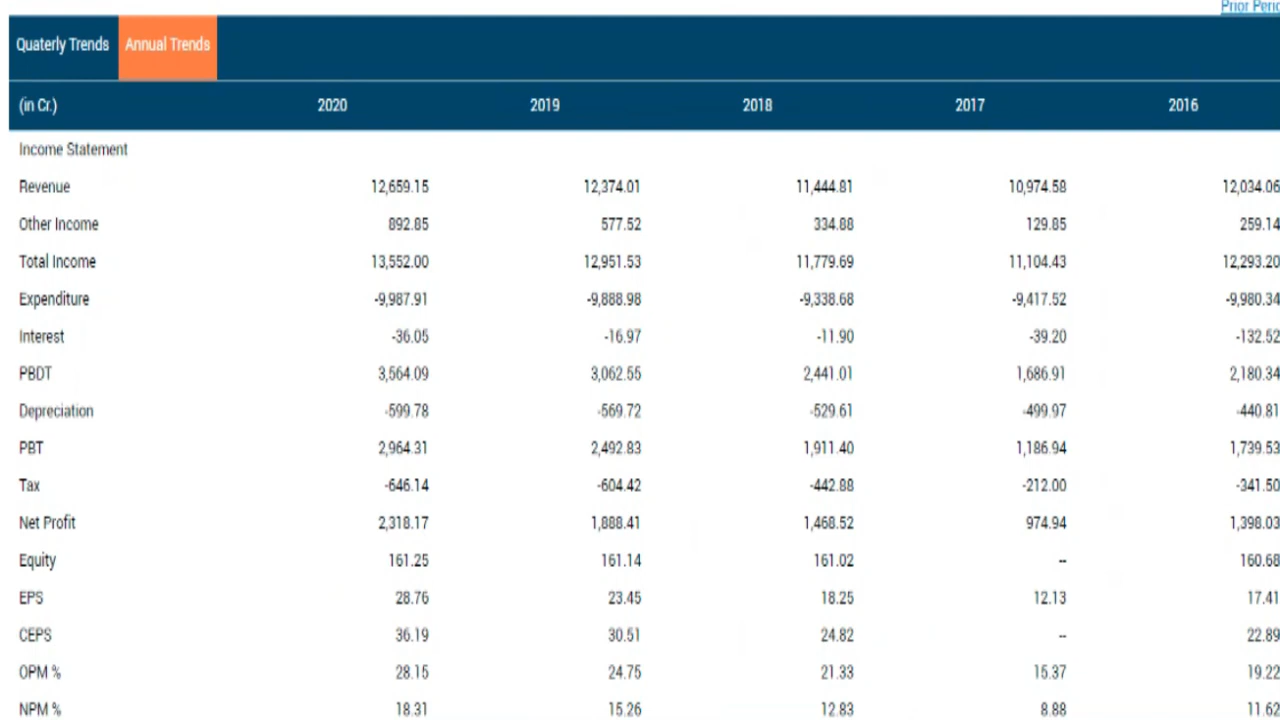 Prior Perio
Quaterly Trends Annual Trends
(in Cr.) 2020 2019 2018 2017 2016
Income Statement
Revenue 12,659.15 12,374.01 11,444.81 10,974.58 12,034.06
Other Income 892.85 577.52 334.88 129.85 259.14
Total Income 13,552.00 12,951.53 11,779.69 11,104.43 12,293.20
Expenditure -9,987.91 -9,888.98 -9,338.68 -9,417.52 -9,980.34
Interest -36.05 -16.97 -11.90 -39.20 -132.52
PBDT 3,564.09 3,062.55 2,441.01 1,686.91 2,180.34
Depreciation -599.78 -569.72 -529.61 -499.97 -440.81
PBT 2,964.31 2,492.83 1,911.40 1,186.94 1,739.53
Tax -646.14 -604.42 -442.88 -212.00 -341.50
Net Profit 2,318.17 1,888.41 1,468.52 974.94 1,398.03
Equity 161.25 161.14 161.02 -- 160.68
EPS 28.76 23.45 18.25 12.13 17.41
CEPS 36.19 30.51 24.82 -- 22.89
OPM % 28.15 24.75 21.33 15.37 19.22
NPM % 18.31 15.26 12.83 8.88 11.62